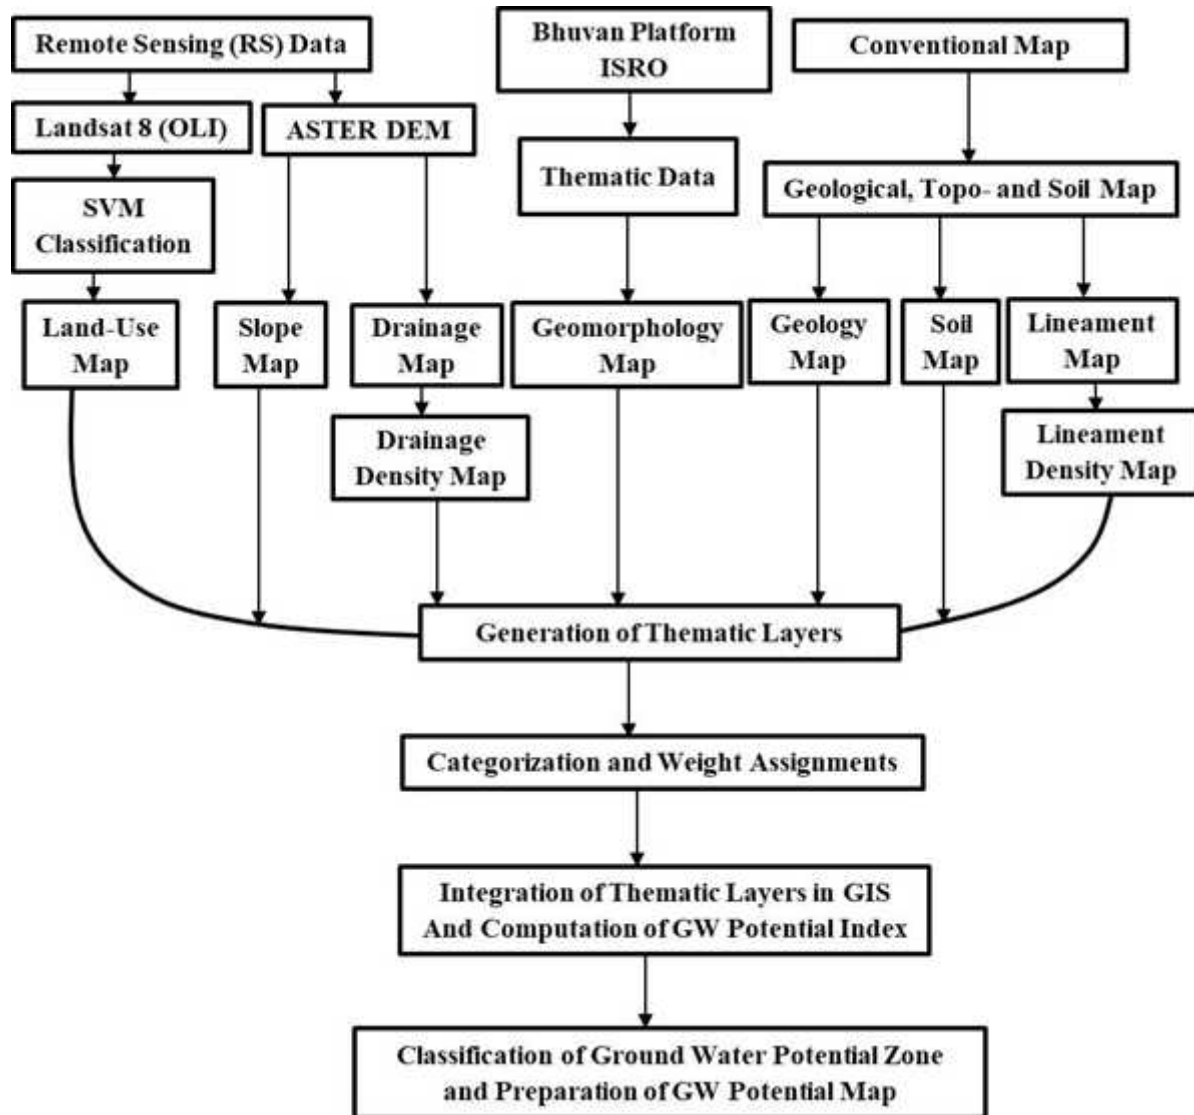 Remote Sensing (RS) Data
Bhuvan Platform
ISRO
Conventional Map
Landsat 8 (OLI)
ASTER DEM
SVM
Classification
Thematic Data
Geological, Topo- and Soil Map
Land-Use
Map
Slope
Map
Drainage
Map
Geomorphology
Map
Geology
Map
Soil
Map
Lineament
Map
Drainage
Density Map
Lineament
Density Map
Generation of Thematic Layers
Categorization and Weight Assignments
Integration of Thematic Layers in GIS
And Computation of GW Potential Index
Classification of Ground Water Potential Zone
and Preparation of GW Potential Map